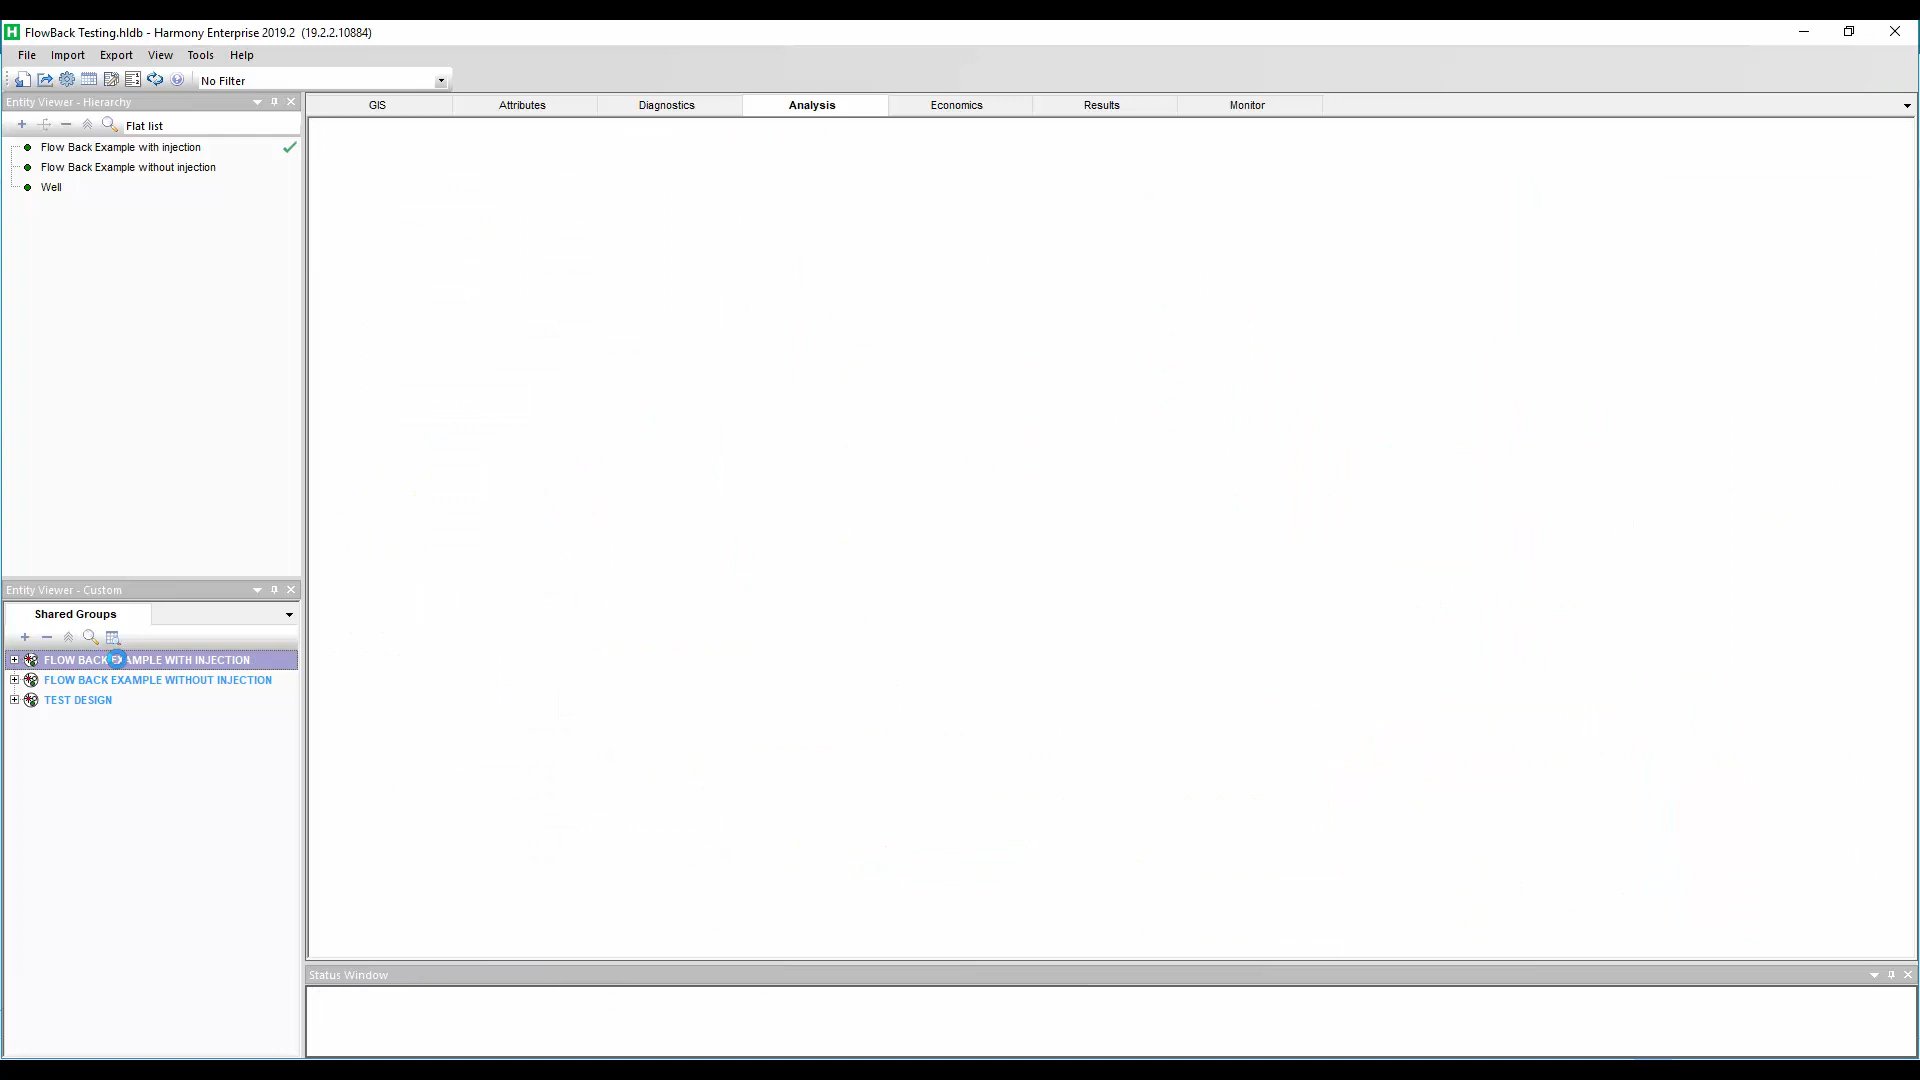 FlowBack Testing.hldb - Harmony Enterprise 2019.2 (19.2.2.10884)
File Import Export View Tools Help
No Filter
Entity Viewer - Hierarchy
GIS Attributes Diagnostics Analysis Economics Results Monitor
Flat list
Flow Back Example with injection
Flow Back Example without injection
Well
Entity Viewer - Custom
Shared Groups
FLOW BACK EXAMPLE WITH INJECTION
FLOW BACK EXAMPLE WITHOUT INJECTION
TEST DESIGN
Status Window